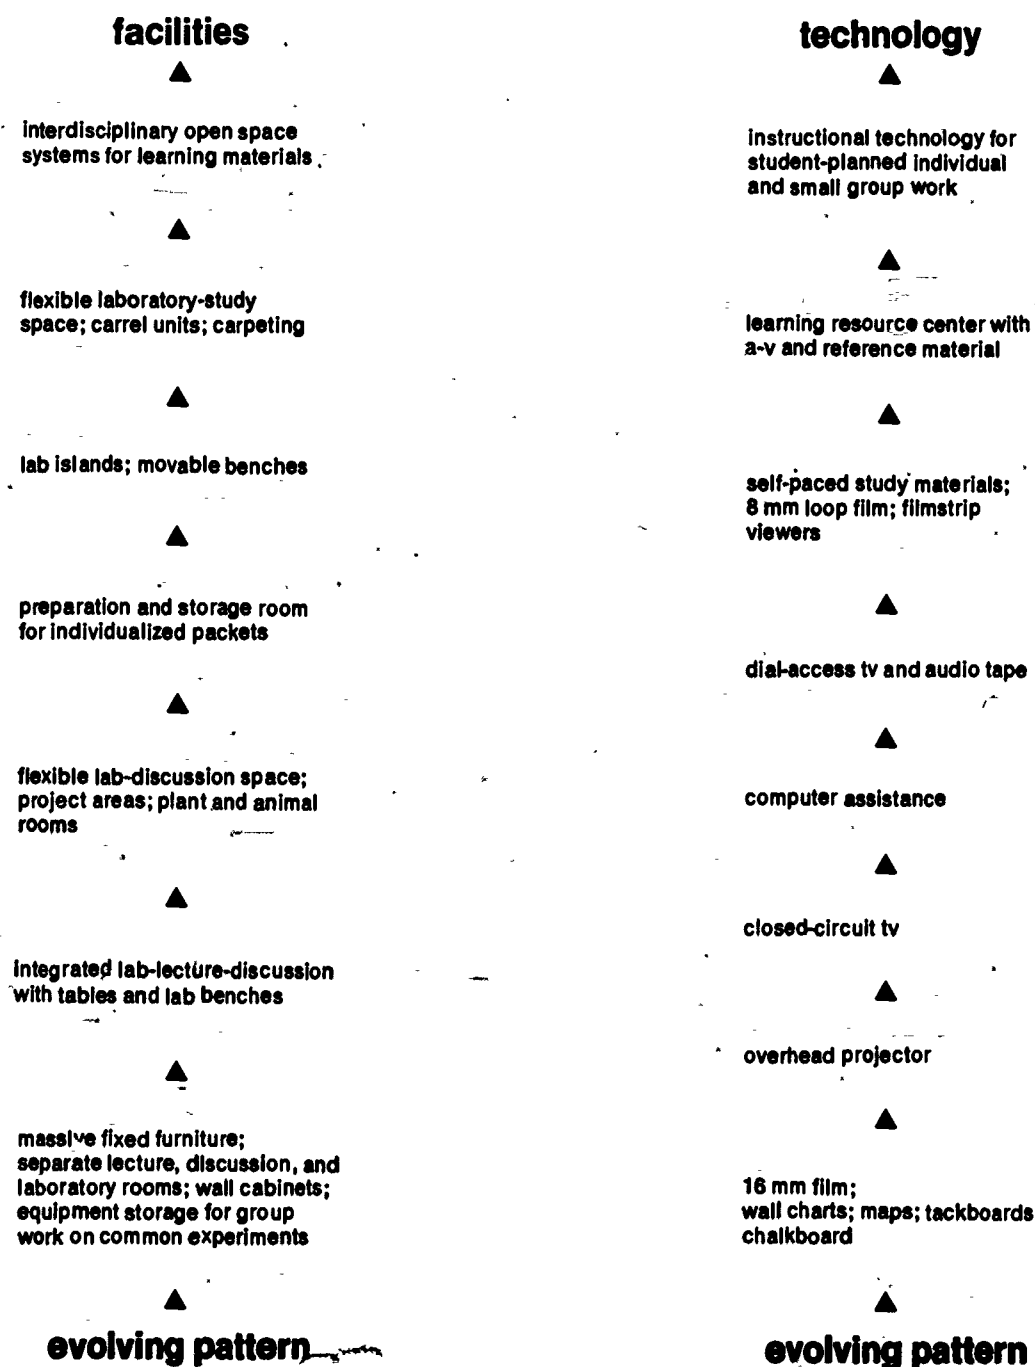 facilities
interdisciplinary open space
systems for learning materials
flexible laboratory-study
space; carrel units; carpeting
lab islands; movable benches
preparation and storage room
for individualized packets
flexible lab-discussion space;
project areas; plant and animal
rooms
integrated lab-lecture-discussion
with tables and lab benches
massive fixed furniture;
separate lecture, discussion, and
laboratory rooms; wall cabinets;
equipment storage for group
work on common experiments
evolving pattern
technology
instructional technology for
student-planned individual
and small group work
learning resource center with
a-v and reference material
self-paced study materials;
8 mm loop film; filmstrip
viewers
dial-access tv and audio tape
computer assistance
closed-circuit tv
overhead projector
16 mm film;
wall charts; maps; tackboards
chalkboard
evolving pattern